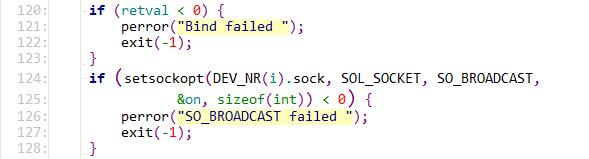 120: if (retval < 0) {
121: perror("Bind failed ");
122: exit(-1);
123: }
124: if (setsockopt(DEV_NR(i).sock, SOL_SOCKET, SO_BROADCAST,
125: &on, sizeof(int)) < 0) {
126: perror("SO_BROADCAST failed ");
127: exit(-1);
128: }